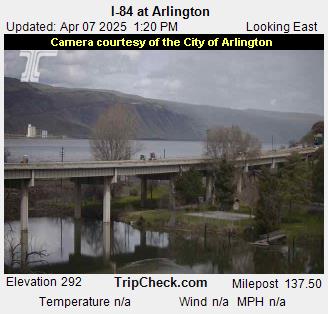 I-84 at Arlington
Updated: Apr 07 2025 1:20 PM Looking East
Camera courtesy of the City of Arlington
Elevation 292 TripCheck.com Milepost 137.50
Temperature n/a Wind n/a MPH n/a